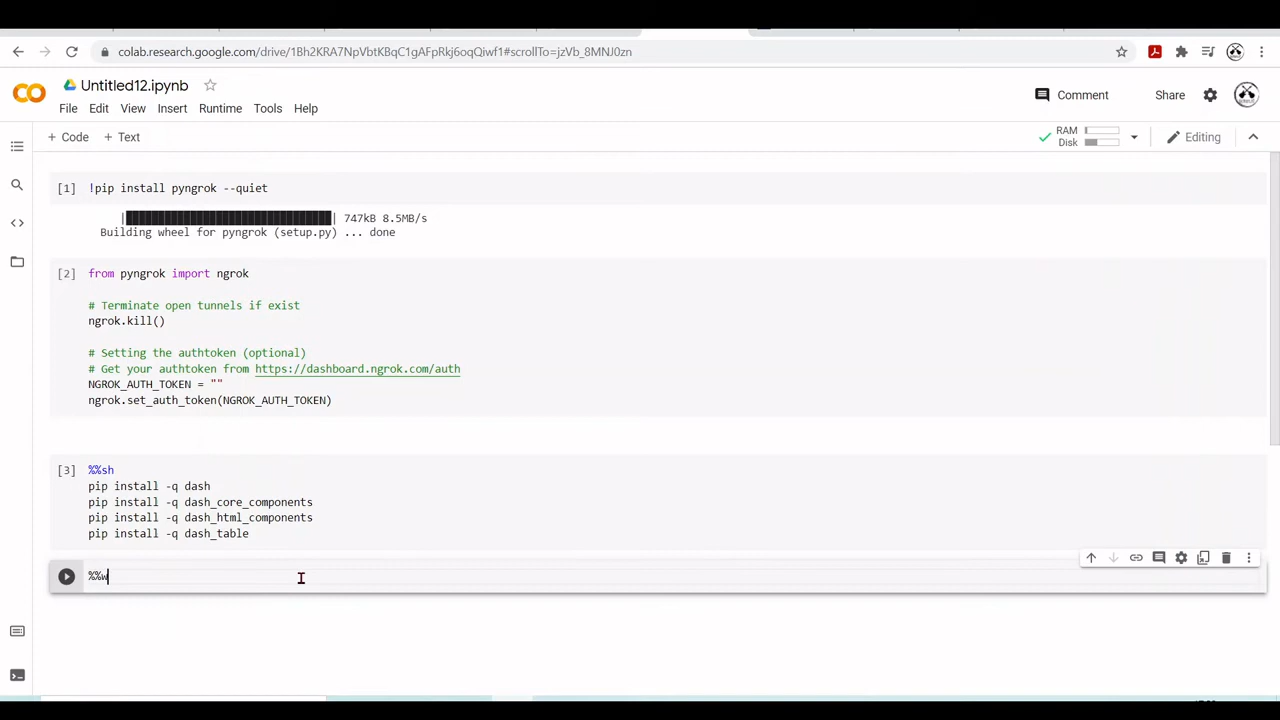 colab.research.google.com/drive/1Bh2KRA7NpVbtKBqC1gAFpRkj6oqQiwf1#scrollTo=jzVb_8MNJ0zn
CO
Untitled12.ipynb
File Edit View Insert Runtime Tools Help
Comment Share
+ Code + Text
RAM
Disk
Editing
[1] !pip install pyngrok --quiet
|████████████████████████████████| 747kB 8.5MB/s
Building wheel for pyngrok (setup.py) ... done
[2] from pyngrok import ngrok
# Terminate open tunnels if exist
ngrok.kill()
# Setting the authtoken (optional)
# Get your authtoken from https://dashboard.ngrok.com/auth
NGROK_AUTH_TOKEN = ""
ngrok.set_auth_token(NGROK_AUTH_TOKEN)
[3] %%sh
pip install -q dash
pip install -q dash_core_components
pip install -q dash_html_components
pip install -q dash_table
%%w